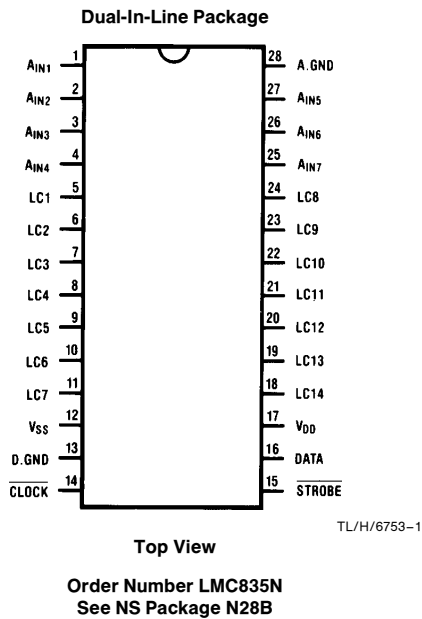 Dual-In-Line Package
AIN1 1 28 A.GND
AIN2 2 27 AIN5
AIN3 3 26 AIN6
AIN4 4 25 AIN7
LC1 5 24 LC8
LC2 6 23 LC9
LC3 7 22 LC10
LC4 8 21 LC11
LC5 9 20 LC12
LC6 10 19 LC13
LC7 11 18 LC14
VSS 12 17 VDD
D.GND 13 16 DATA
CLOCK 14 15 STROBE
TL/H/6753–1
Top View
Order Number LMC835N
See NS Package N28B